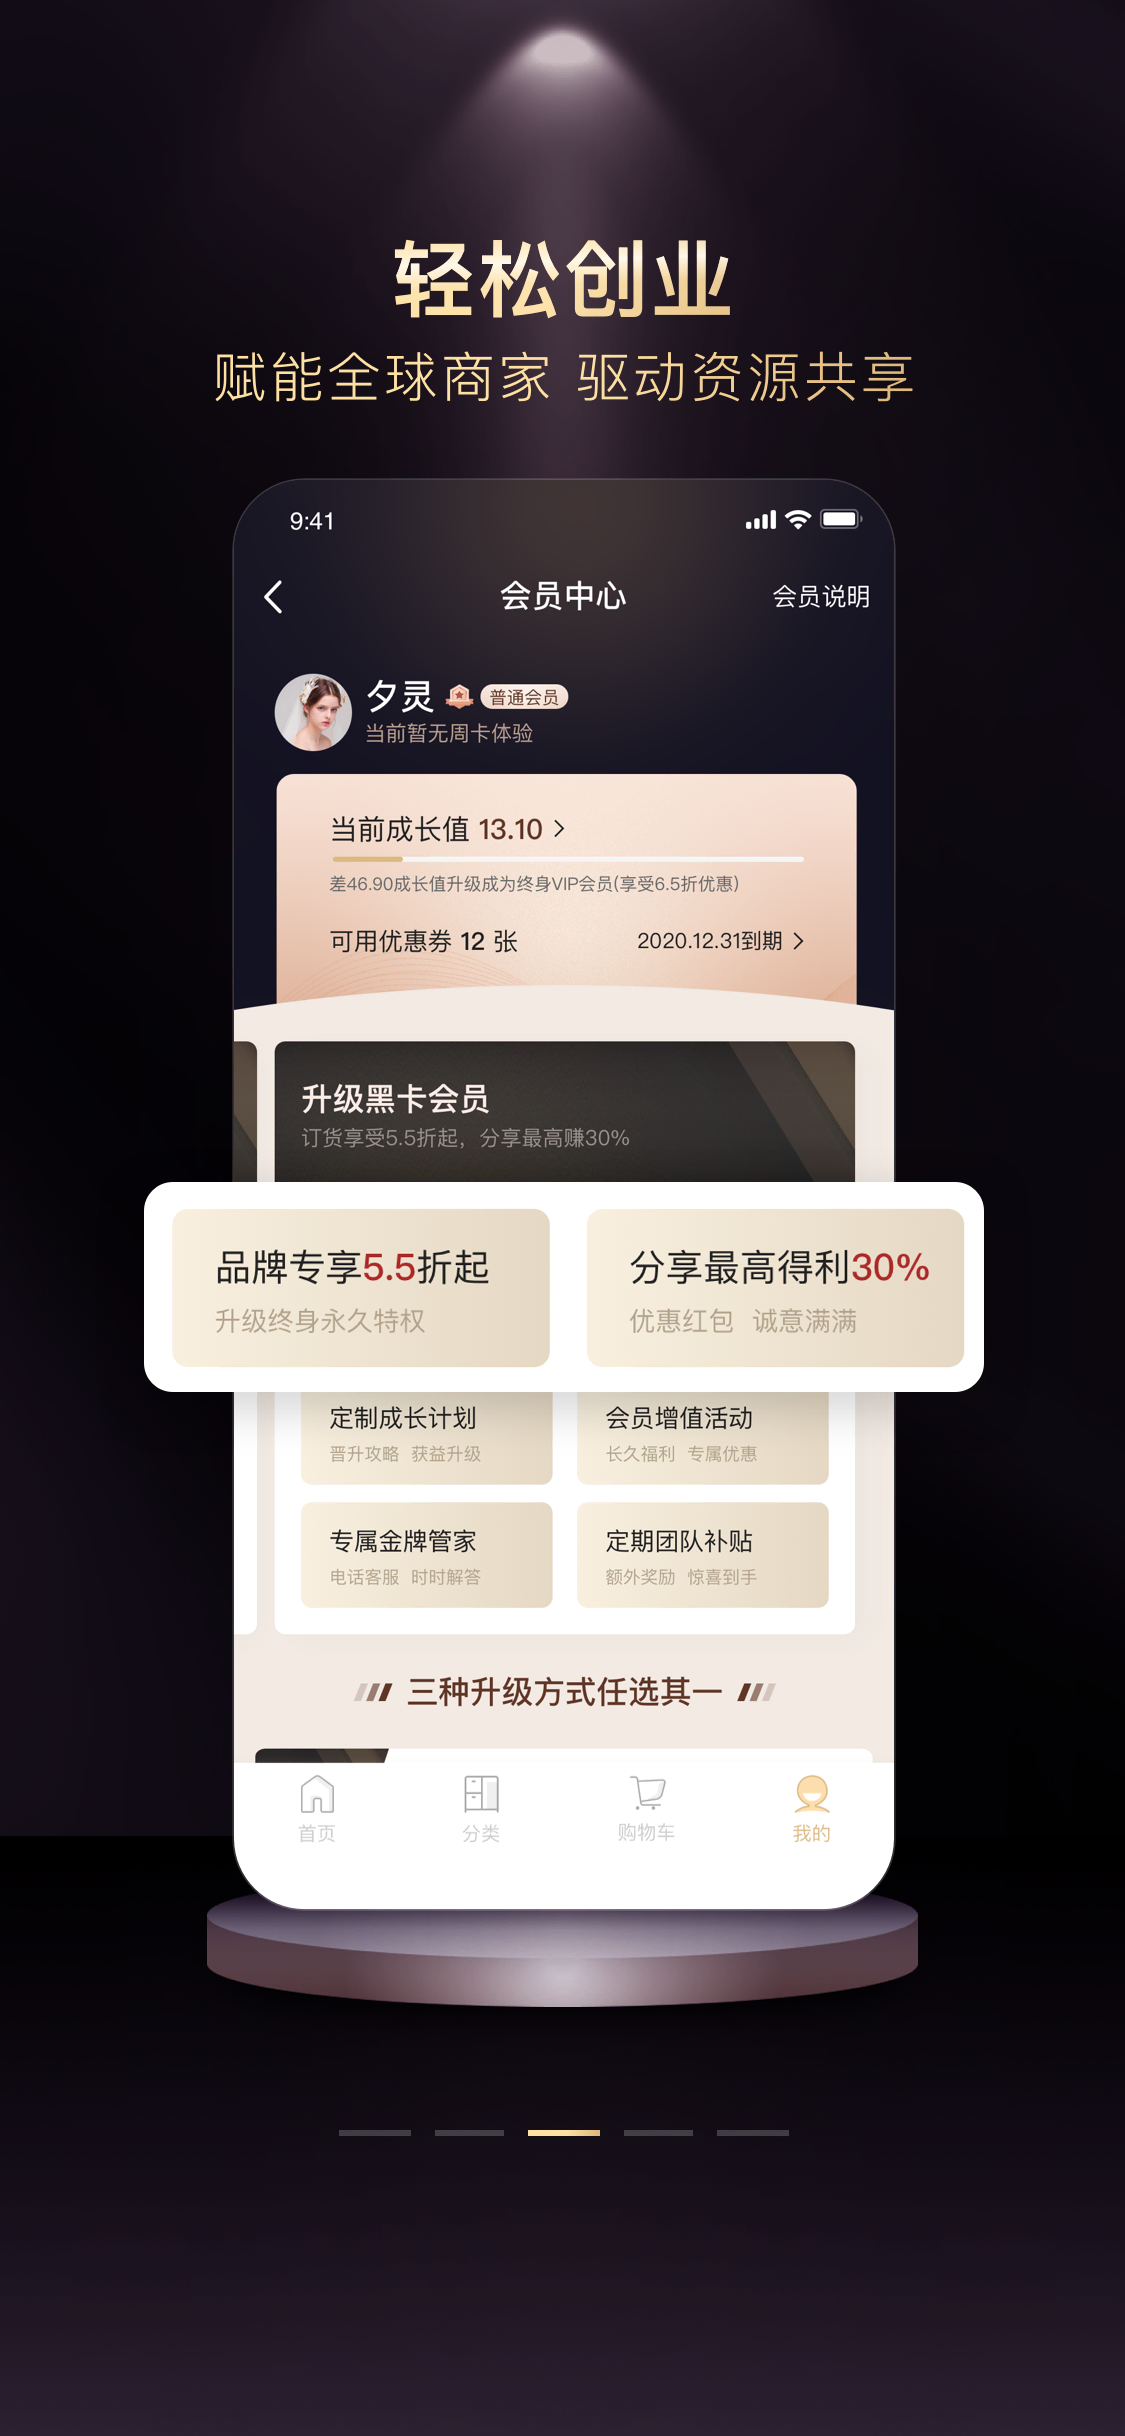 轻松创业
赋能全球商家 驱动资源共享
9:41
会员中心
会员说明
夕灵 普通会员
当前暂无周卡体验
当前成长值 13.10
差46.90成长值升级成为终身VIP会员(享受6.5折优惠)
可用优惠券 12 张
2020.12.31到期
升级黑卡会员
订货享受5.5折起，分享最高赚30%
品牌专享5.5折起
升级终身永久特权
分享最高得利30%
优惠红包 诚意满满
定制成长计划
晋升攻略 获益升级
会员增值活动
长久福利 专属优惠
专属金牌管家
电话客服 时时解答
定期团队补贴
额外奖励 惊喜到手
三种升级方式任选其一
首页
分类
购物车
我的